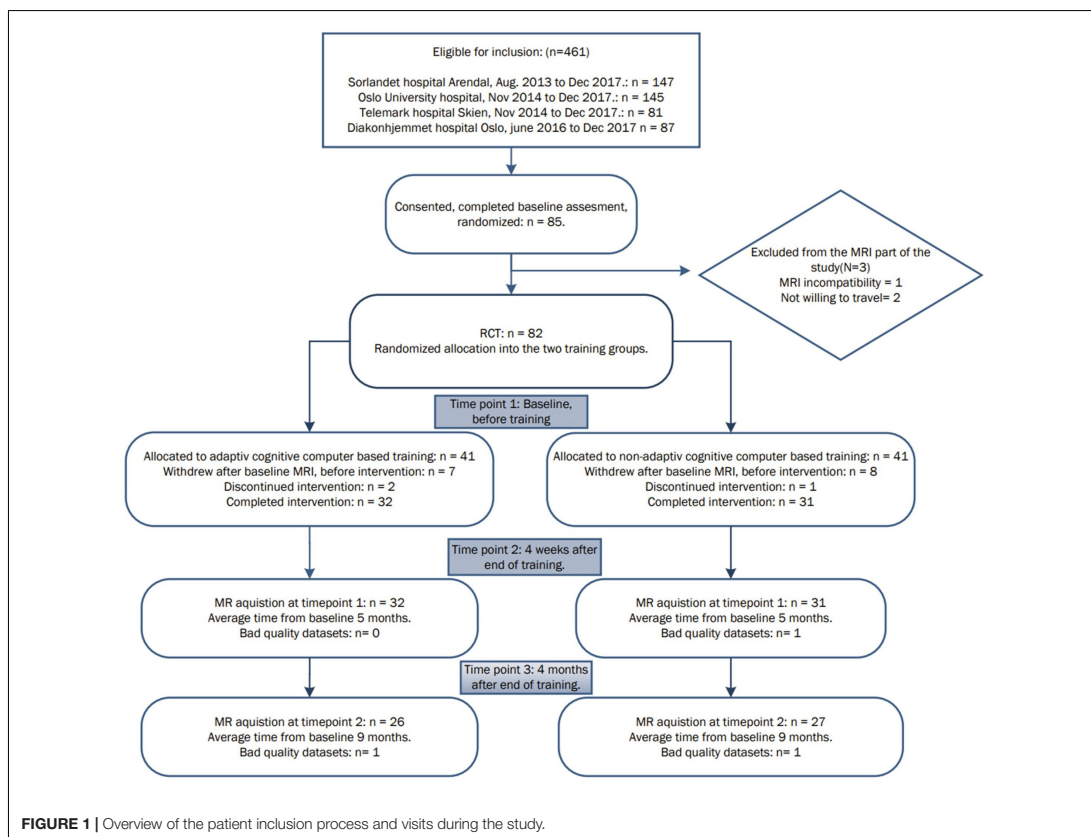 Eligible for inclusion: (n=461)
Sorlandet hospital Arendal, Aug. 2013 to Dec 2017.: n = 147
Oslo University hospital, Nov 2014 to Dec 2017.: n = 145
Telemark hospital Skien, Nov 2014 to Dec 2017.: n = 81
Diakonhjemmet hospital Oslo, june 2016 to Dec 2017 n = 87
Consented, completed baseline assesment,
randomized: n = 85.
Excluded from the MRI part of the
study(N=3)
MRI incompatibility = 1
Not willing to travel= 2
RCT: n = 82
Randomized allocation into the two training groups.
Time point 1: Baseline,
before training
Allocated to adaptiv cognitive computer based training: n = 41
Withdrew after baseline MRI, before intervention: n = 7
Discontinued intervention: n = 2
Completed intervention: n = 32
Allocated to non-adaptiv cognitive computer based training: n = 41
Withdrew after baseline MRI, before intervention: n = 8
Discontinued intervention: n = 1
Completed intervention: n = 31
Time point 2: 4 weeks after
end of training.
MR aquistion at timepoint 1: n = 32
Average time from baseline 5 months.
Bad quality datasets: n= 0
MR aquistion at timepoint 1: n = 31
Average time from baseline 5 months.
Bad quality datasets: n= 1
Time point 3: 4 months
after end of training.
MR aquistion at timepoint 2: n = 26
Average time from baseline 9 months.
Bad quality datasets: n= 1
MR aquistion at timepoint 2: n = 27
Average time from baseline 9 months.
Bad quality datasets: n= 1
FIGURE 1 | Overview of the patient inclusion process and visits during the study.